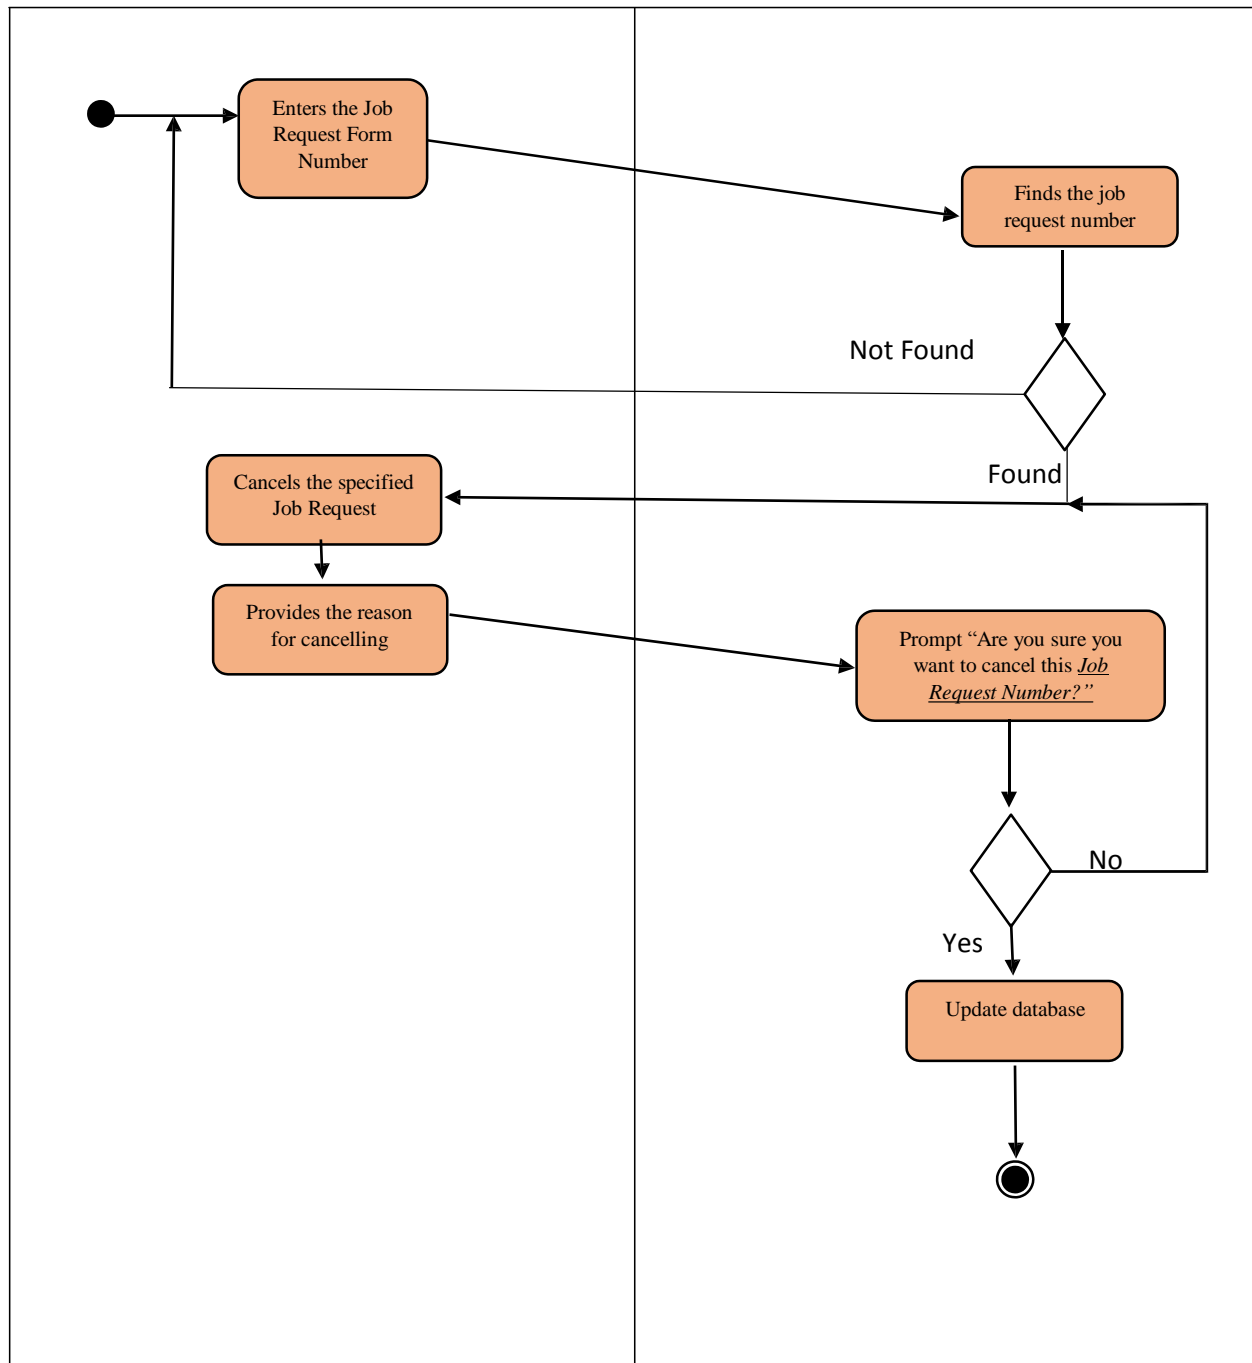 Enters the Job
Request Form
Number
Finds the job
request number
Not Found
Found
Cancels the specified
Job Request
Provides the reason
for cancelling
Prompt “Are you sure you
want to cancel this Job
Request Number?”
No
Yes
Update database